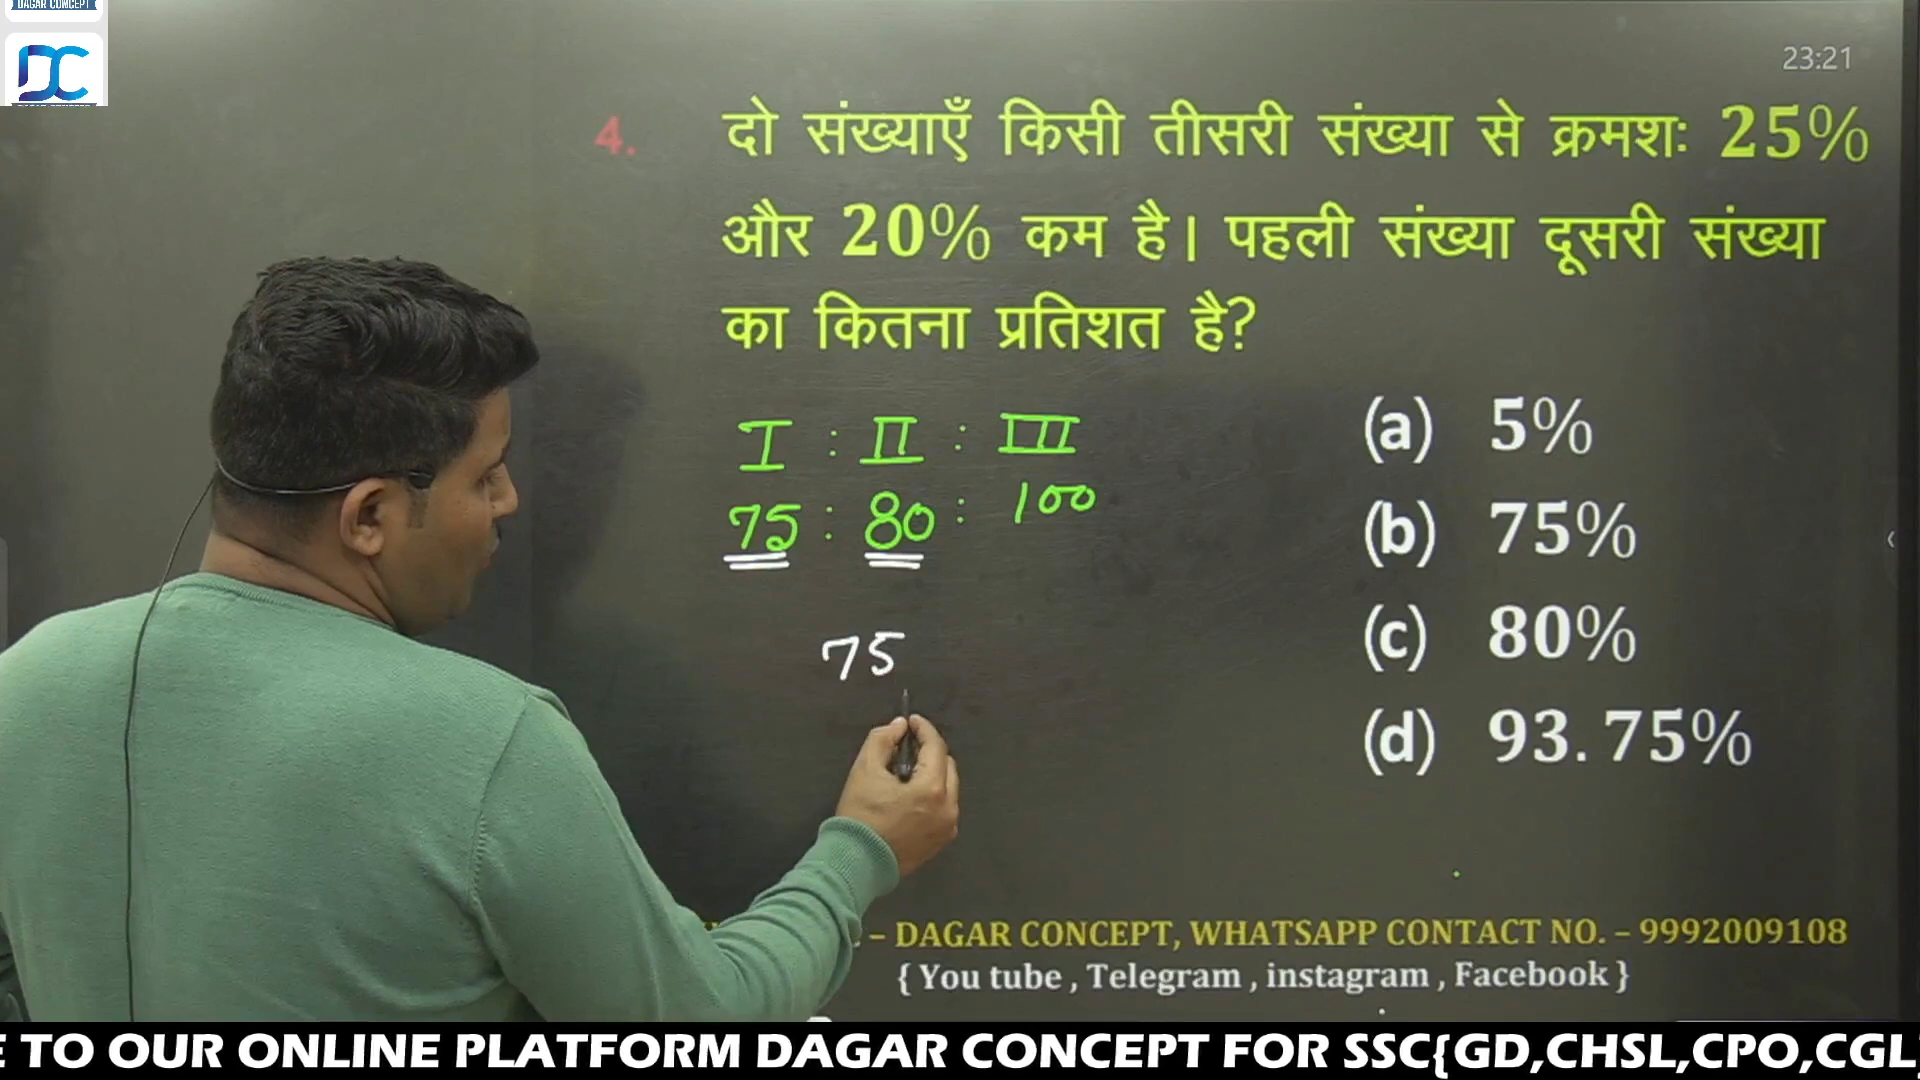 DAGAR CONCEPT
DC
23:21
4. दो संख्याएँ किसी तीसरी संख्या से क्रमशः 25%
और 20% कम है। पहली संख्या दूसरी संख्या
का कितना प्रतिशत है?
I : II : III
75 : 80 : 100
75
(a) 5%
(b) 75%
(c) 80%
(d) 93.75%
– DAGAR CONCEPT, WHATSAPP CONTACT NO. – 9992009108
{ You tube , Telegram , instagram , Facebook }
E TO OUR ONLINE PLATFORM DAGAR CONCEPT FOR SSC{GD,CHSL,CPO,CGL